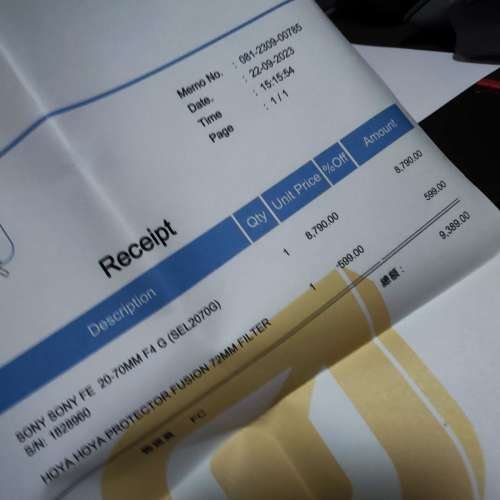 Memo No. : 081-2309-00785
Date. : 22-09-2023
Time : 15:15:54
Page : 1 / 1
Receipt
Description Qty Unit Price %Off Amount
SONY SONY FE 20-70MM F4 G (SEL2070G) 1 8,790.00 8,790.00
S/N: 1828960
HOYA HOYA PROTECTOR FUSION 72MM FILTER 1 599.00 599.00
總額 : 9,389.00
FC